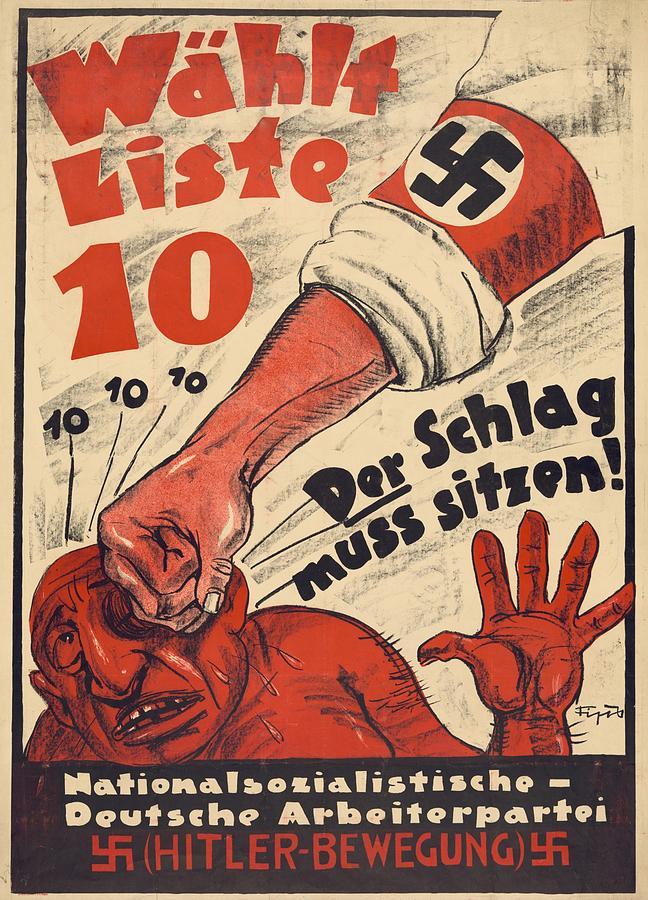 Wählt
Liste
10
10 10 10
Der Schlag
muss sitzen!
Nationalsozialistische –
Deutsche Arbeiterpartei
(HITLER-BEWEGUNG)